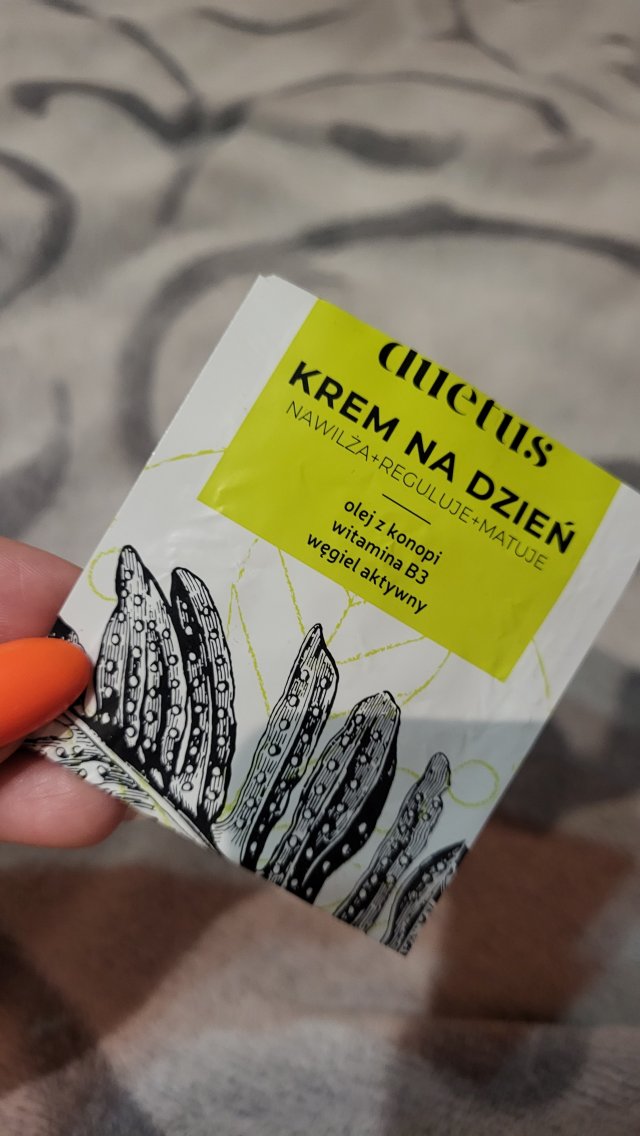 duetus
KREM NA DZIEŃ
NAWILŻA+REGULUJE+MATUJE
olej z konopi
witamina B3
węgiel aktywny